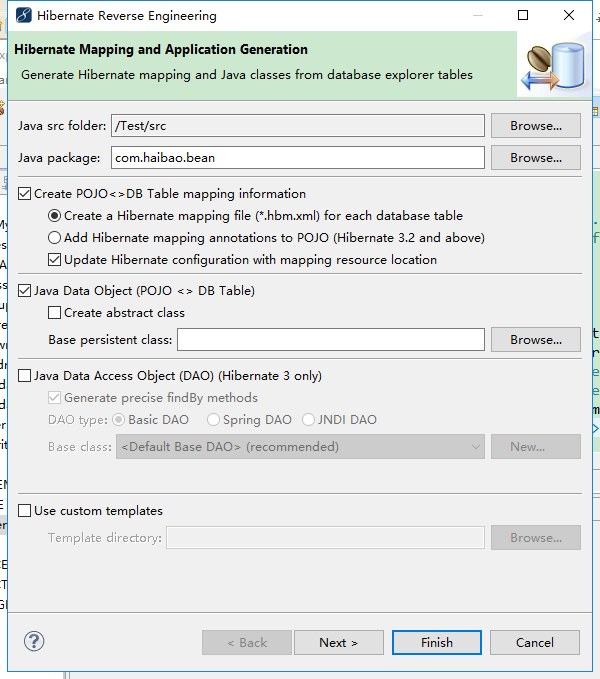 Hibernate Reverse Engineering
Hibernate Mapping and Application Generation
Generate Hibernate mapping and Java classes from database explorer tables
Java src folder: /Test/src Browse...
Java package: com.haibao.bean Browse...
Create POJO<>DB Table mapping information
Create a Hibernate mapping file (*.hbm.xml) for each database table
Add Hibernate mapping annotations to POJO (Hibernate 3.2 and above)
Update Hibernate configuration with mapping resource location
Java Data Object (POJO <> DB Table)
Create abstract class
Base persistent class: Browse...
Java Data Access Object (DAO) (Hibernate 3 only)
Generate precise findBy methods
DAO type: Basic DAO Spring DAO JNDI DAO
Base class: <Default Base DAO> (recommended) New...
Use custom templates
Template directory: Browse...
? < Back Next > Finish Cancel